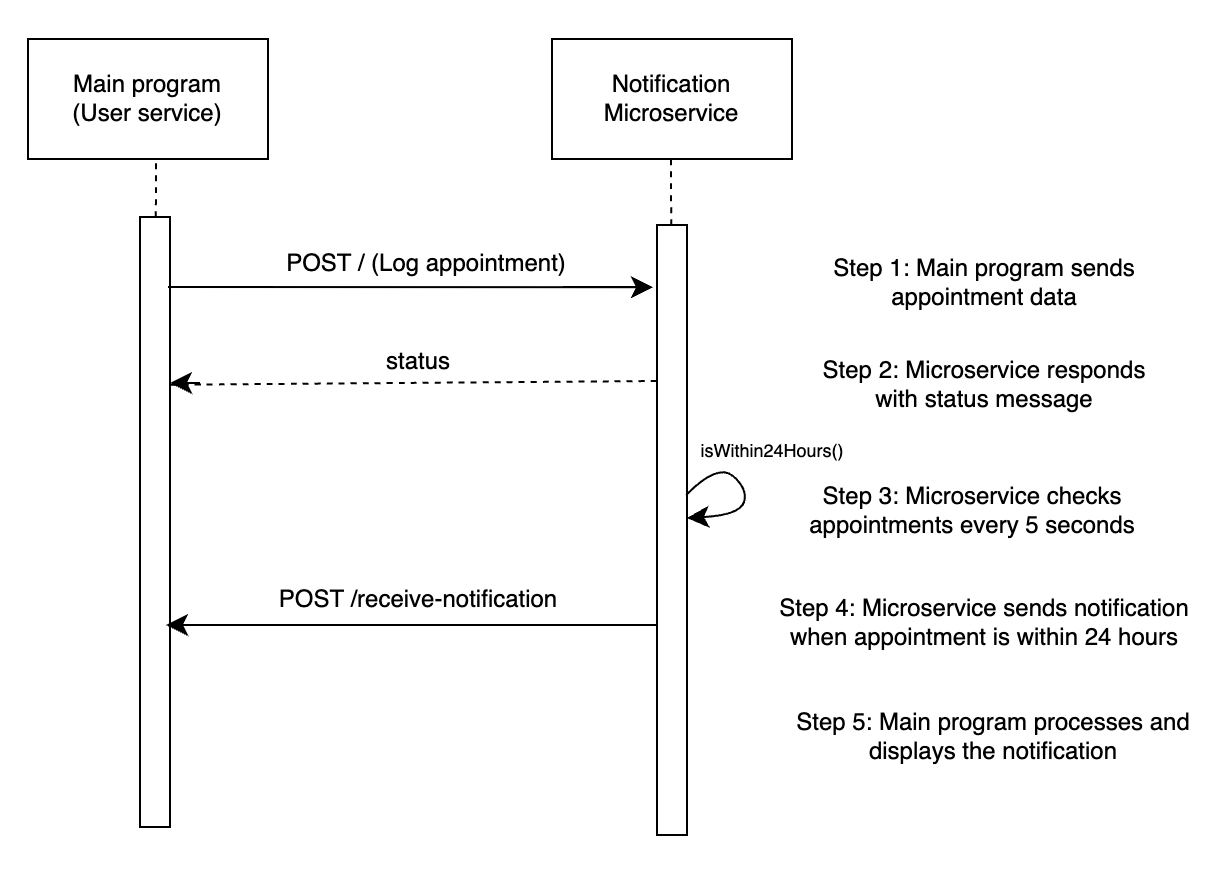 Main program
(User service)
Notification
Microservice
POST / (Log appointment)
Step 1: Main program sends
appointment data
status
Step 2: Microservice responds
with status message
isWithin24Hours()
Step 3: Microservice checks
appointments every 5 seconds
POST /receive-notification
Step 4: Microservice sends notification
when appointment is within 24 hours
Step 5: Main program processes and
displays the notification